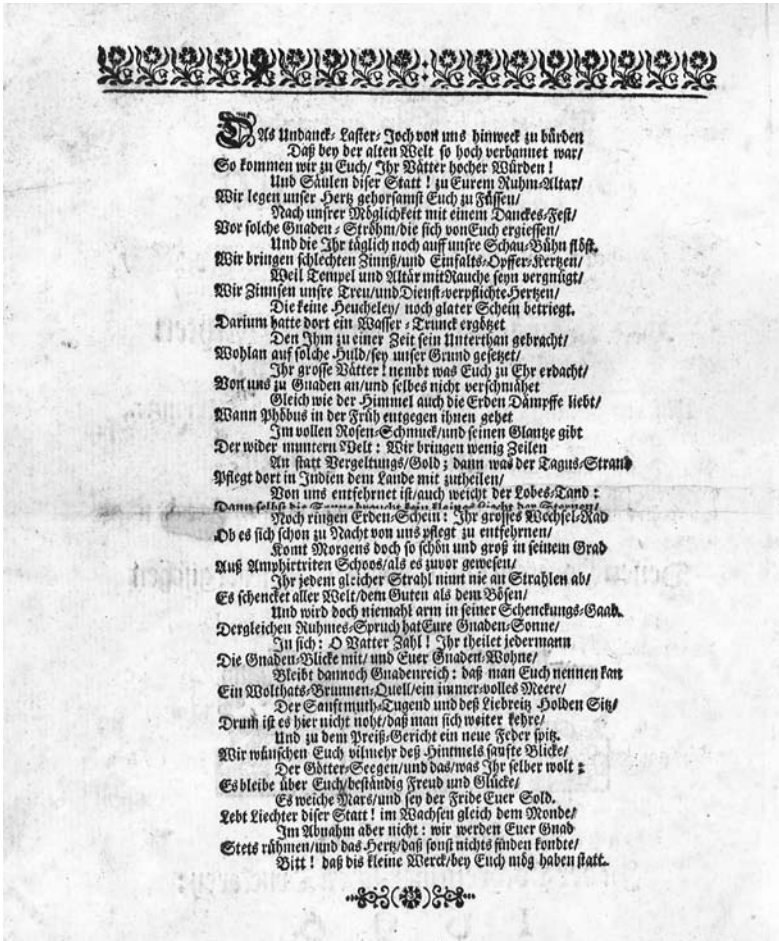 DAs Undanck-Laster-Joch von uns hinweck zu bürden
Daß bey der alten Welt so hoch verbannet war/
So kommen wir zu Euch/ Ihr Vätter hocher Würden!
Und Säulen diser Statt! zu Eurem Ruhm-Altar/
Wir legen unser Hertz gehorsamst Euch zu Füssen/
Nach unsrer Möglichkeit mit einem Danckes-Fest/
Vor solche Gnaden-Ströhm/die sich von Euch ergiessen/
Und die Ihr täglich noch auff unsre Schau-Bühn flöst.
Wir bringen schlechten Zinnß/und Einfalts-Opffer-Kertzen/
Weil Tempel und Altär mit Rauche seyn vergnügt/
Wir Zinnsen unsre Treu/und Dienst-verpflichte Hertzen/
Die keine Heucheley/ noch glater Schein betriegt.
Darium hatte dort ein Wasser-Trunck ergötzet
Den Ihm zu einer Zeit sein Unterthan gebracht/
Wohlan auf solche Huld/sey unser Grund gesetzet/
Ihr grosse Vätter! nembt was Euch zu Ehr erdacht/
Von uns zu Gnaden an/und selbes nicht verschmähet
Gleich wie der Himmel auch die Erden Dämpffe liebt/
Wann Phöbus in der Früh entgegen ihnen gehet
Im vollen Rosen-Schmuck/und seinen Glantze gibt
Der wider muntern Welt: Wir bringen wenig Zeilen
An statt Vergeltungs/Gold; dann was der Tagus-Strand
Pflegt dort in Indien dem Lande mit zutheilen/
Von uns entfehrnet ist/auch weicht der Lobes-Tand:
Dann selbst die Sonne braucht kein kleines Liecht der Sternen/
Noch ringen Erden-Schein: Ihr grosses Wechsel-Rad
Ob es sich schon zu Nacht von uns pflegt zu entfehrnen/
Komt Morgens doch so schön und groß in seinem Grad
Auß Amphirtriten Schoos/als es zuvor gewesen/
Ihr jedem gleicher Strahl nimt nie an Strahlen ab/
Es schencket aller Welt/dem Guten als dem Bösen/
Und wird doch niemahl arm in seiner Schenckungs-Gaab.
Dergleichen Ruhmes-Spruch hat Eure Gnaden-Sonne/
In sich: O Vatter Zahl! Ihr theilet jedermann
Die Gnaden-Blicke mit/ und Euer Gnaden-Wohne/
Bleibt dannoch Gnadenreich: daß man Euch nennen kan
Ein Wolthats-Brunnen-Quell/ein immer-volles Meere/
Der Sanftmuth-Tugend und deß Liebreitz Holden Sitz/
Drum ist es hier nicht noht/daß man sich weiter kehre/
Und zu dem Preiß-Gericht ein neue Feder spitz.
Wir wünschen Euch vilmehr deß Himmels saufte Blicke/
Der Götter-Seegen/und das/was Ihr selber wolt;
Es bleibe über Euch/beständig Freud und Glücke/
Es weiche Mars/und sey der Fride Euer Sold.
Lebt Liechter diser Statt! im Wachsen gleich dem Monde/
Im Abnahm aber nicht: wir werden Euer Gnad
Stets rühmen/und das Hertz/daß sonst nichts finden kondte/
Bitt! daß dis kleine Werck/bey Euch mög haben statt.